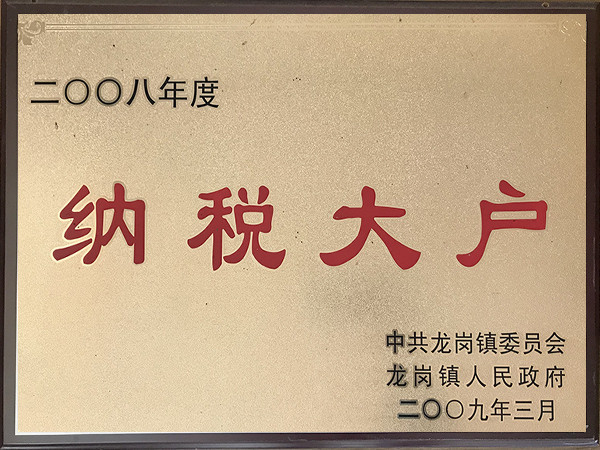 二〇〇八年度
纳税大户
中共龙岗镇委员会
龙岗镇人民政府
二〇〇九年三月